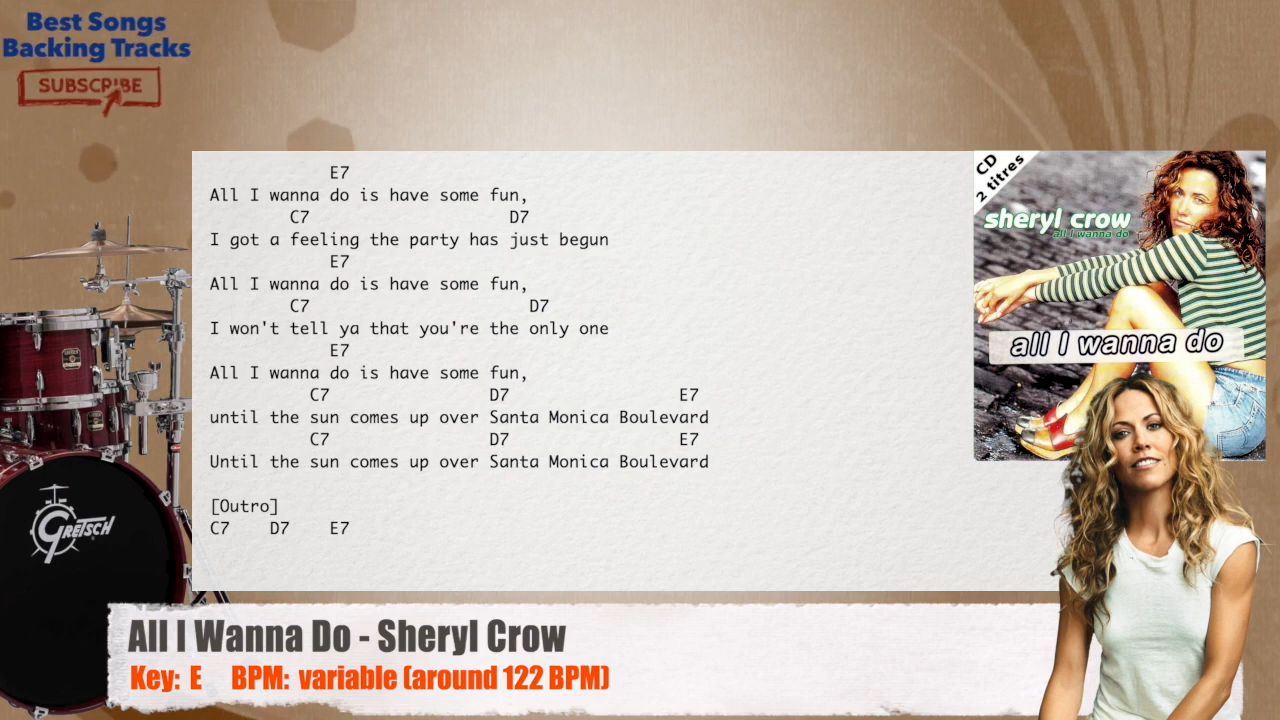 Best Songs
Backing Tracks
SUBSCRIBE
E7
All I wanna do is have some fun,
C7 D7
I got a feeling the party has just begun
E7
All I wanna do is have some fun,
C7 D7
I won't tell ya that you're the only one
E7
All I wanna do is have some fun,
C7 D7 E7
until the sun comes up over Santa Monica Boulevard
C7 D7 E7
Until the sun comes up over Santa Monica Boulevard
[Outro]
C7 D7 E7
CD
2 titres
sheryl crow
all i wanna do
all I wanna do
GRETSCH
All I Wanna Do - Sheryl Crow
Key: E BPM: variable (around 122 BPM)